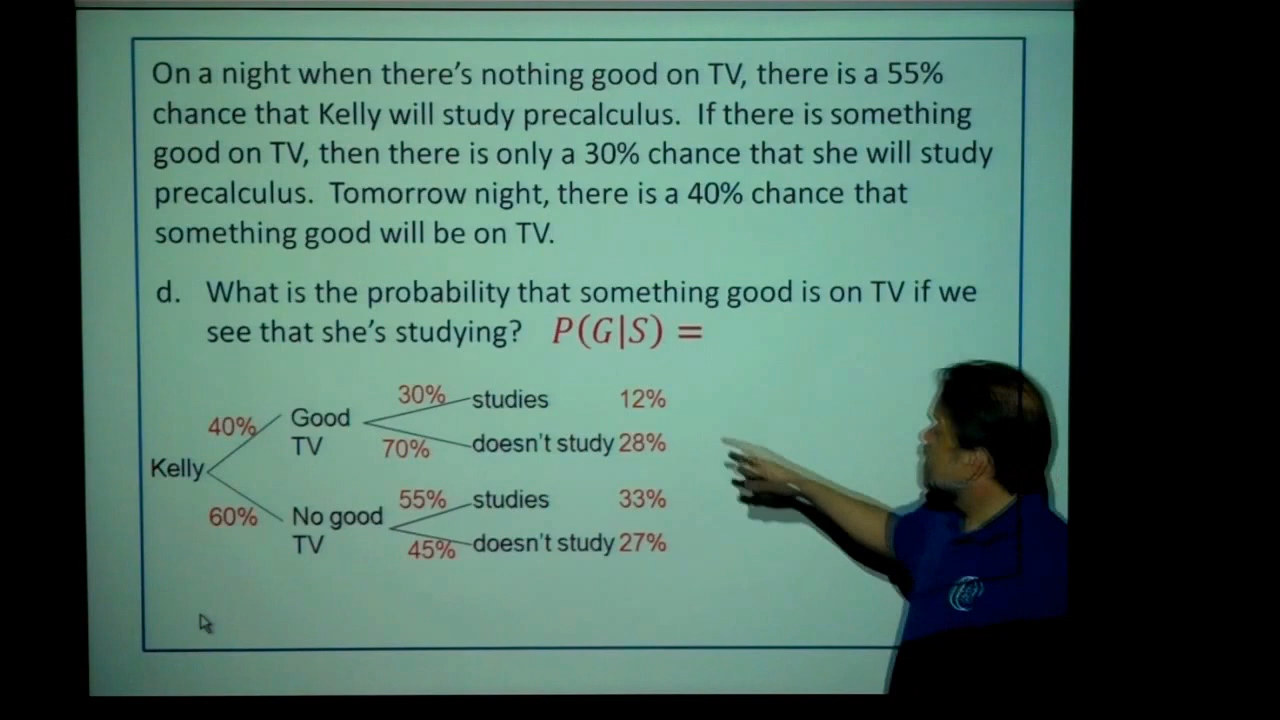 On a night when there's nothing good on TV, there is a 55%
chance that Kelly will study precalculus.  If there is something
good on TV, then there is only a 30% chance that she will study
precalculus.  Tomorrow night, there is a 40% chance that
something good will be on TV.
d. What is the probability that something good is on TV if we
see that she's studying? P(G|S) =
30% studies 12%
40% Good
TV
70% doesn't study 28%
Kelly
55% studies 33%
60% No good
TV
45% doesn't study 27%